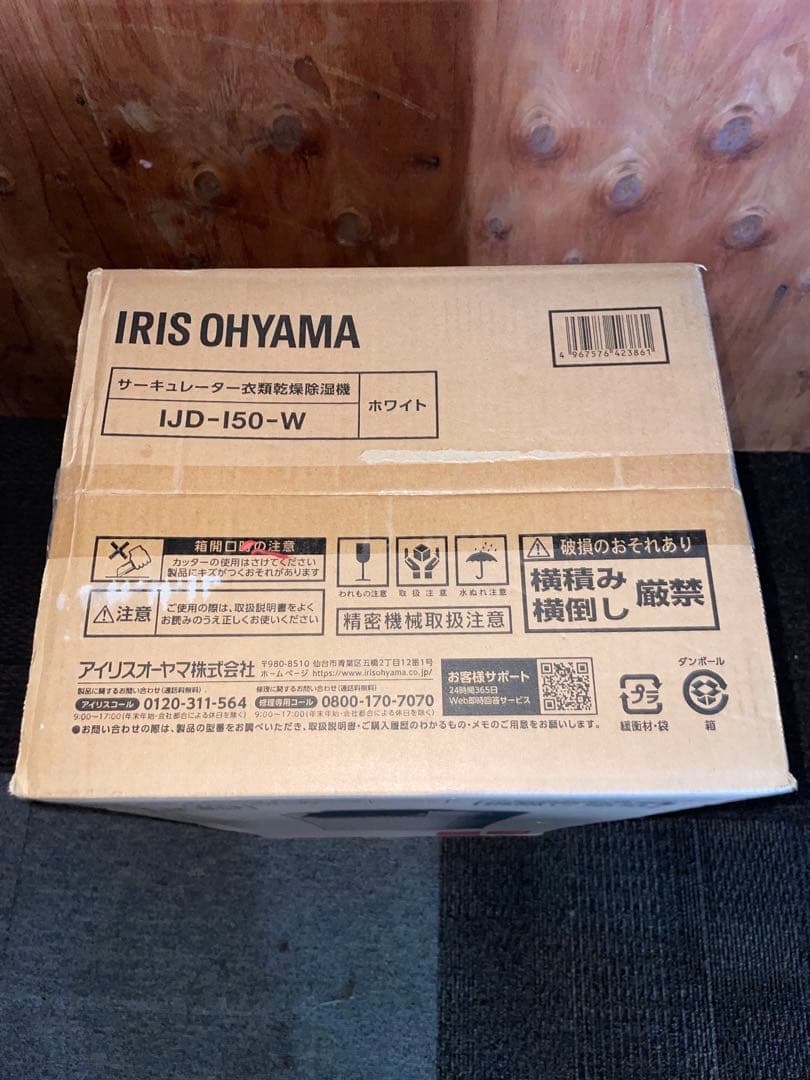 IRIS OHYAMA
4 967576 423861
サーキュレーター衣類乾燥除湿機
IJD-I50-W
ホワイト
箱開口時の注意
カッターの使用はさけてください
製品にキズがつくおそれがあります
注意
ご使用の際は、取扱説明書をよく
お読みのうえ正しくお使いください
われもの注意
取扱注意
水ぬれ注意
精密機械取扱注意
破損のおそれあり
横積み
横倒し
厳禁
アイリスオーヤマ株式会社
〒980-8510 仙台市青葉区五橋2丁目12番1号
ホームページ https://www.irisohyama.co.jp/
製品に関するお問い合わせ(通話料無料)
アイリスコール 0120-311-564
9:00〜17:00(年末年始・会社都合による休日を除く)
修理に関するお問い合わせ(通話料無料)
修理専用コール 0800-170-7070
9:00〜17:00(年末年始・会社都合による休日を除く)
●お問い合わせの際は、製品の型番をお調べいただき、取扱説明書・ご購入履歴のわかるもの・メモのご用意をお願いします。
お客様サポート
24時間365日
Web即時回答サービス
プラ
緩衝材・袋
ダンボール
箱